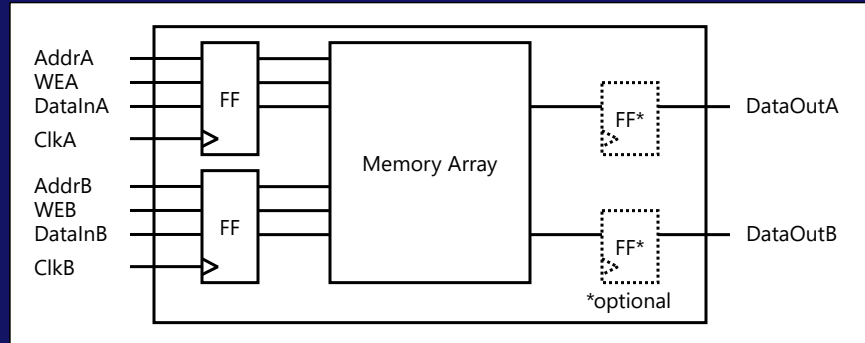 AddrA
WEA
DataInA
ClkA
FF
AddrB
WEB
DataInB
ClkB
FF
Memory Array
FF*
DataOutA
FF*
DataOutB
*optional